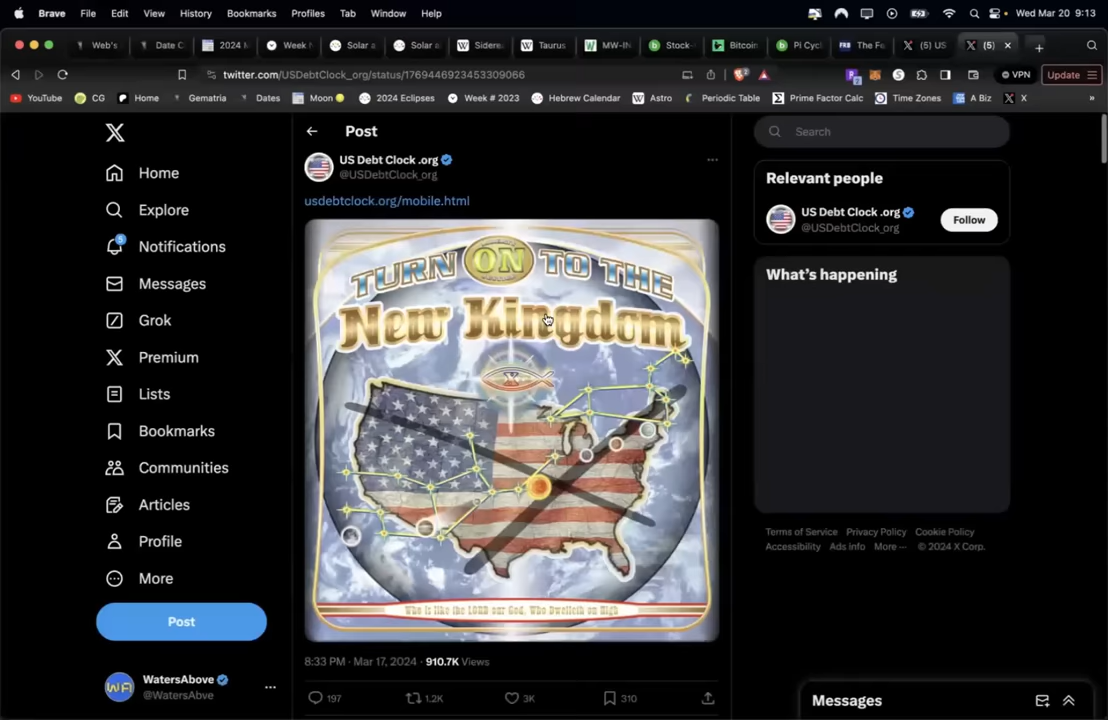 Brave File Edit View History Bookmarks Profiles Tab Window Help Wed Mar 20 9:13
Web's Date C 2024 M Week Solar a Solar a Sidere Taurus MW-IN Stock- Bitcoin Pi Cycl The Fe (5) US (5)
twitter.com/USDebtClock_org/status/1769446923453309066 VPN Update
YouTube CG Home Gematria Dates Moon 2024 Eclipses Week # 2023 Hebrew Calendar Astro Periodic Table Prime Factor Calc Time Zones A Biz X
Home
Explore
5
Notifications
Messages
Grok
Premium
Lists
Bookmarks
Communities
Articles
Profile
More
Post
WatersAbove
@WatersAbve
Post
US Debt Clock .org
@USDebtClock_org
usdebtclock.org/mobile.html
TURN ON TO THE
New Kingdom
X
Who is like the LORD our God, Who Dwelleth on High
8:33 PM · Mar 17, 2024 · 910.7K Views
197 1.2K 3K 310
Search
Relevant people
US Debt Clock .org
@USDebtClock_org
Follow
What's happening
Terms of Service Privacy Policy Cookie Policy
Accessibility Ads info More ··· © 2024 X Corp.
Messages